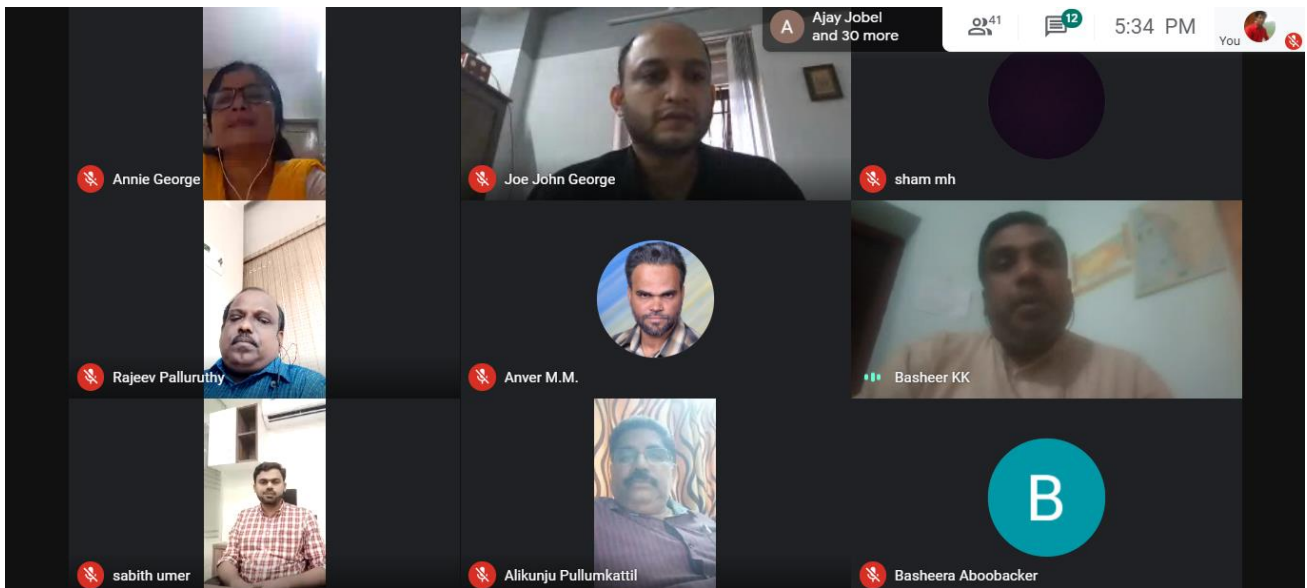 A
Ajay Jobel
and 30 more
41
12
5:34 PM
You
Annie George
Joe John George
sham mh
Rajeev Palluruthy
Anver M.M.
Basheer KK
sabith umer
Alikunju Pullumkattil
B
Basheera Aboobacker